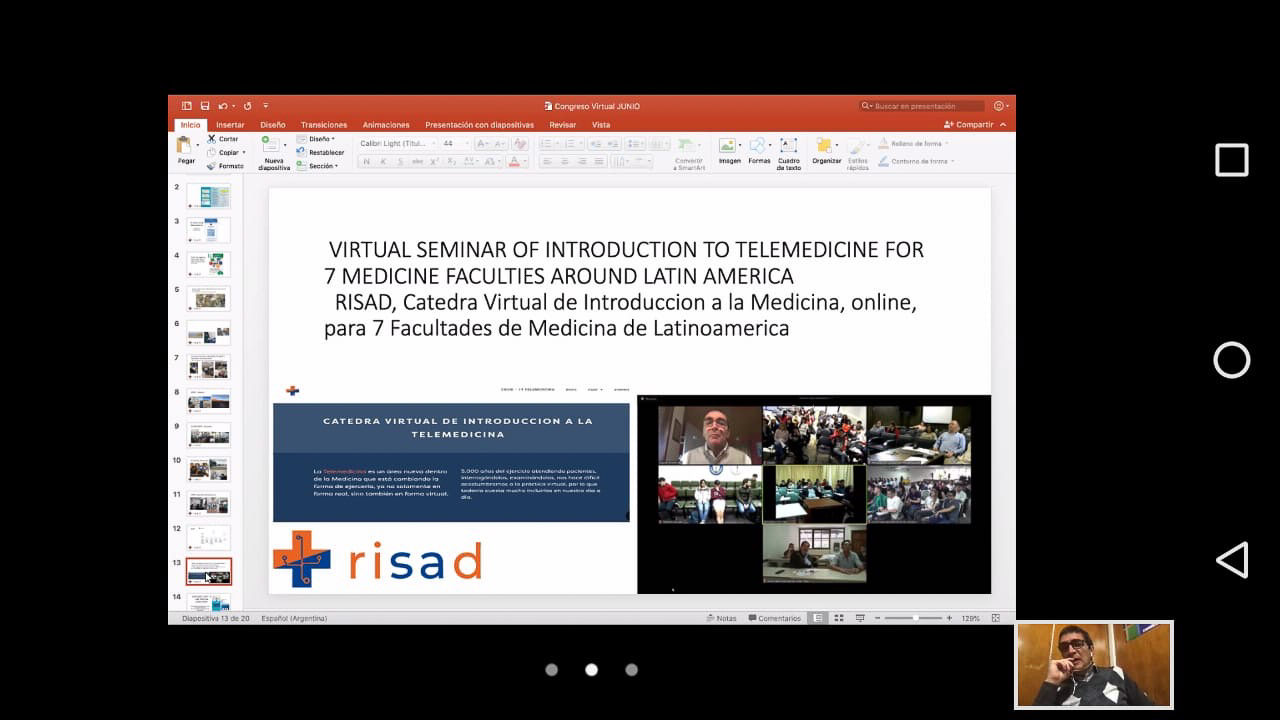 Congreso Virtual JUNIO
Buscar en presentación
Inicio
Insertar
Diseño
Transiciones
Animaciones
Presentación con diapositivas
Revisar
Vista
Compartir
Pegar
Cortar
Copiar
Formato
Nueva
diapositiva
Diseño
Restablecer
Sección
Calibri Light (Títul...
44
N K S abc X² X₂
Convertir
a SmartArt
Imagen
Formas
Cuadro
de texto
Organizar
Estilos
rápidos
Relleno de forma
Contorno de forma
2
3
4
5
6
7
8
9
10
11
12
13
14
VIRTUAL SEMINAR OF INTRODUCTION TO TELEMEDICINE FOR
7 MEDICINE FACULTIES AROUND LATIN AMERICA
RISAD, Catedra Virtual de Introduccion a la Medicina, online,
para 7 Facultades de Medicina de Latinoamerica
CATEDRA VIRTUAL DE INTRODUCCION A LA
TELEMEDICINA
La Telemedicina es un área nueva dentro
de la Medicina que está cambiando la
forma de ejercerla, ya no solamente en
forma real, sino también en forma virtual.
5.000 años del ejercicio atendiendo pacientes,
interrogándolos, examinándolos, nos hace difícil
acostumbrarnos a la práctica virtual, por lo que
todavía cuesta mucho incluirlos en nuestro día a
día.
risad
Diapositiva 13 de 20
Español (Argentina)
Notas
Comentarios
129%